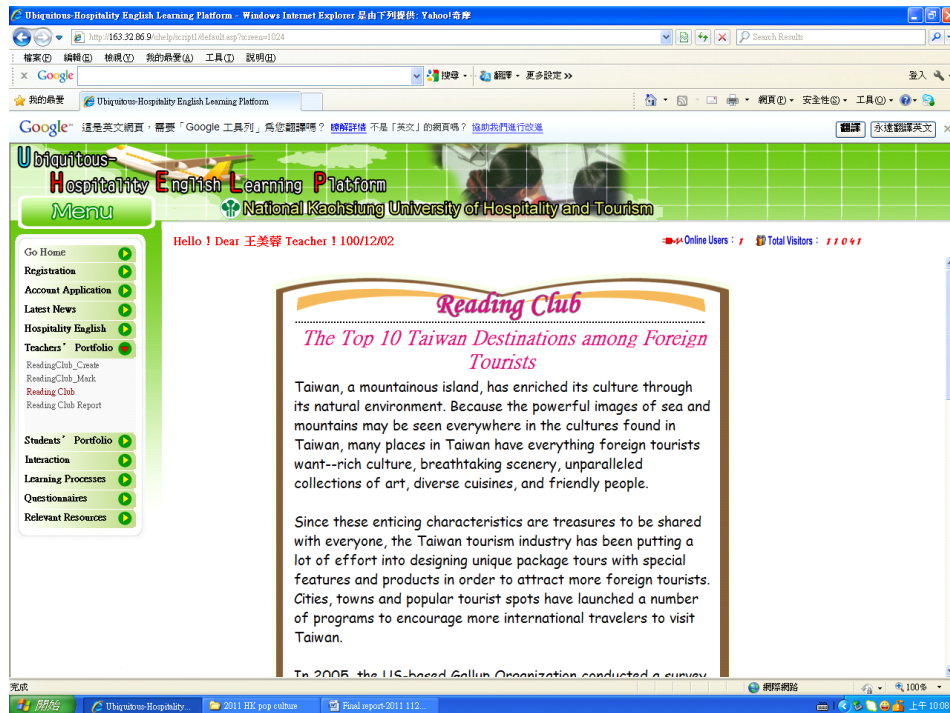 Ubiquitous-Hospitality English Learning Platform - Windows Internet Explorer 是由下列提供: Yahoo!奇摩
http://163.32.86.9/uhelp/script1/default.asp?screen=1024
Search Results
檔案(F) 編輯(E) 檢視(V) 我的最愛(A) 工具(T) 說明(H)
x Google 搜尋 翻譯 更多設定 >> 登入
我的最愛 Ubiquitous-Hospitality English Learning Platform 網頁(P) 安全性(S) 工具(O)
Google 這是英文網頁，需要「Google 工具列」為您翻譯嗎？ 瞭解詳情 不是「英文」的網頁嗎？ 協助我們進行改進 翻譯 永遠翻譯英文 x
Ubiquitous-
Hospitality English Learning Platform
National Kaohsiung University of Hospitality and Tourism
Menu
Hello！Dear 王美蓉 Teacher！100/12/02
Online Users： 1 Total Visitors： 11041
Go Home
Registration
Account Application
Latest News
Hospitality English
Teachers’ Portfolio
ReadingClub_Create
ReadingClub_Mark
Reading Club
Reading Club Report
Students’ Portfolio
Interaction
Learning Processes
Questionnaires
Relevant Resources
Reading Club
The Top 10 Taiwan Destinations among Foreign
Tourists
Taiwan, a mountainous island, has enriched its culture through
its natural environment. Because the powerful images of sea and
mountains may be seen everywhere in the cultures found in
Taiwan, many places in Taiwan have everything foreign tourists
want--rich culture, breathtaking scenery, unparalleled
collections of art, diverse cuisines, and friendly people.
Since these enticing characteristics are treasures to be shared
with everyone, the Taiwan tourism industry has been putting a
lot of effort into designing unique package tours with special
features and products in order to attract more foreign tourists.
Cities, towns and popular tourist spots have launched a number
of programs to encourage more international travelers to visit
Taiwan.
In 2005, the US-based Gallup Organization conducted a survey
完成 網際網路 100%
開始 Ubiquitous-Hospitality... 2011 HK pop culture Final report-2011 112... 上午 10:08